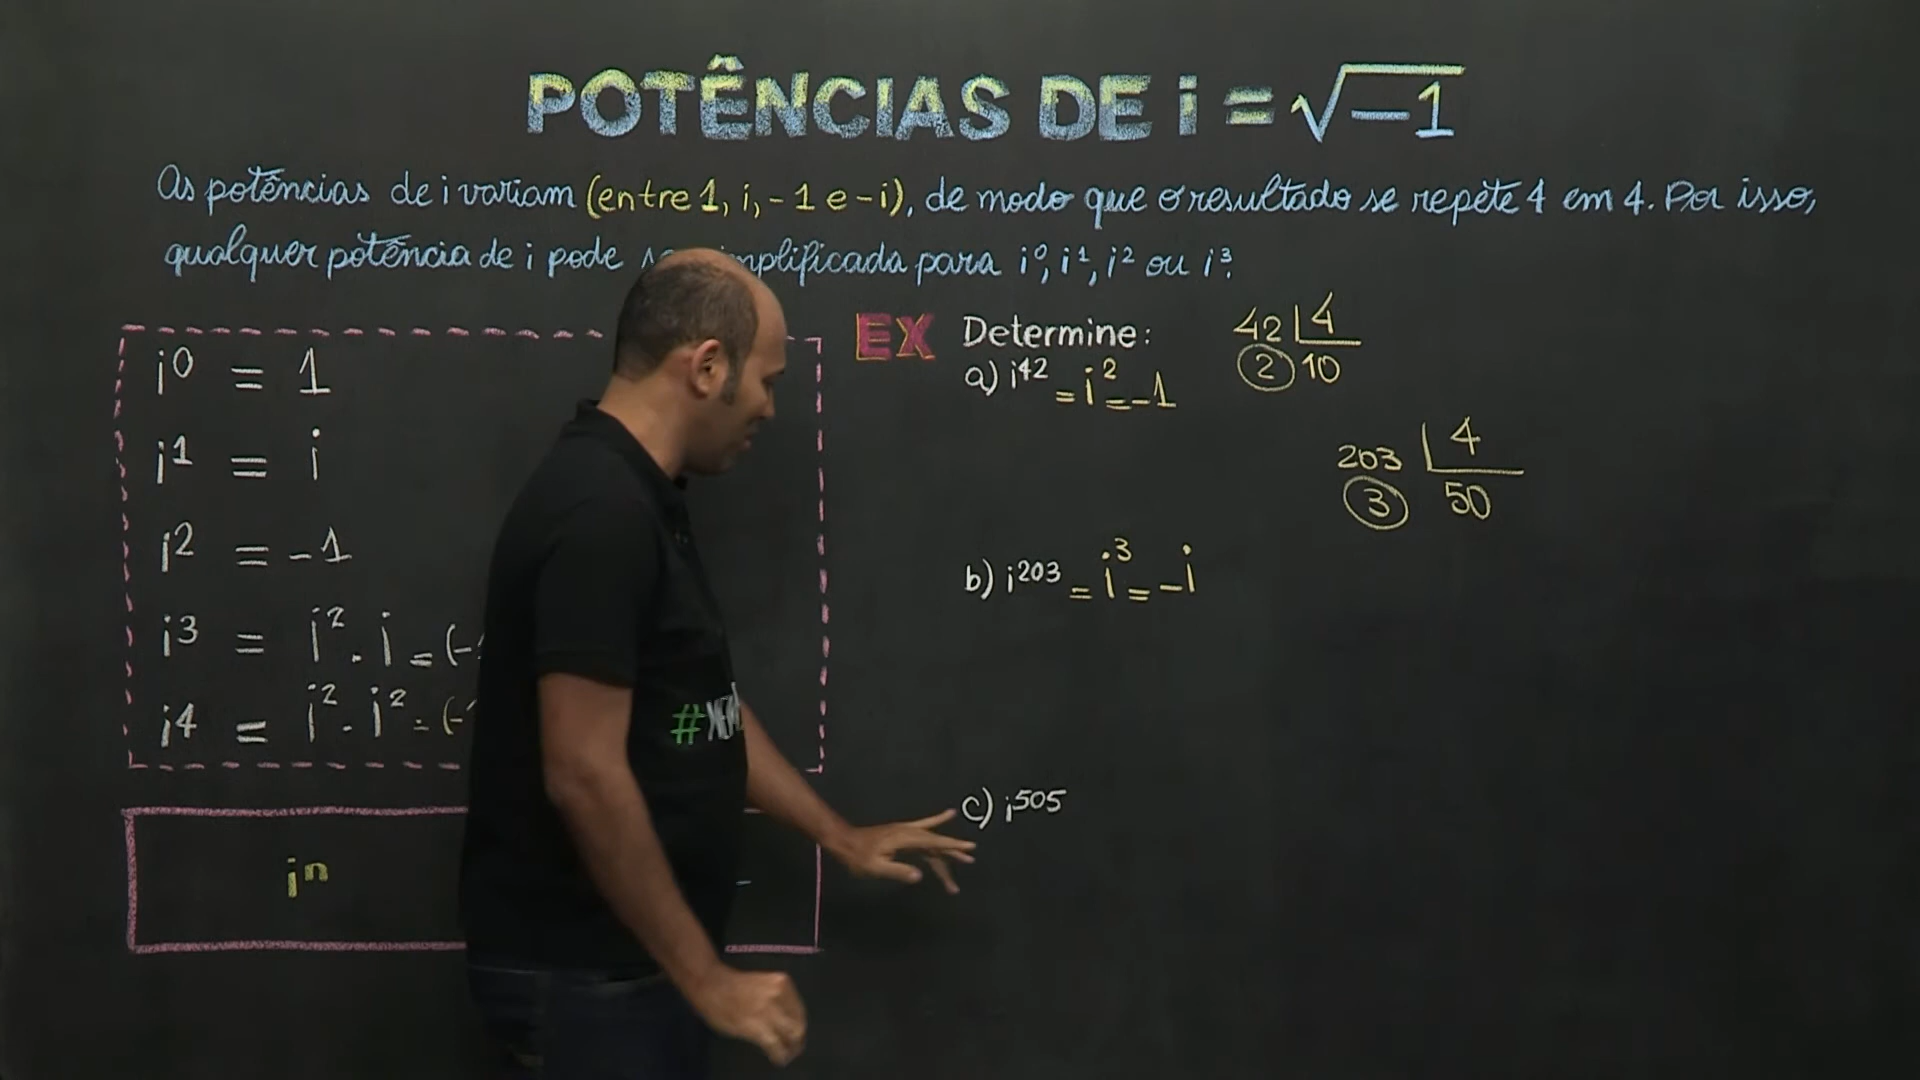 POTÊNCIAS DE i = √-1
As potências de i variam (entre 1, i, -1 e -i), de modo que o resultado se repete 4 em 4. Por isso,
qualquer potência de i pode simplificada para i⁰, i¹, i² ou i³.
i⁰ = 1
i¹ = i
i² = -1
i³ = i² . i = (-
i⁴ = i² . i² = (-
iⁿ
EX Determine:
a) i⁴² = i² = -1
42 | 4
2 10
203 | 4
3 50
b) i²⁰³ = i³ = -i
c) i⁵⁰⁵
#